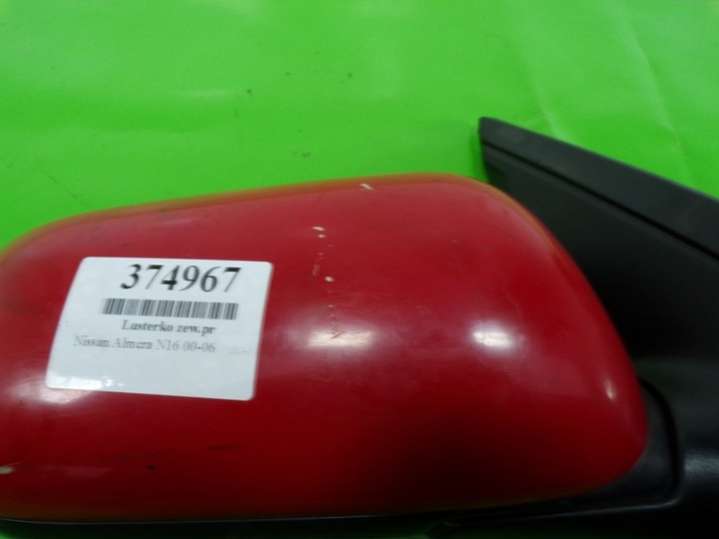 374967
Lusterko zew.pr
Nissan Almera N16 00-06